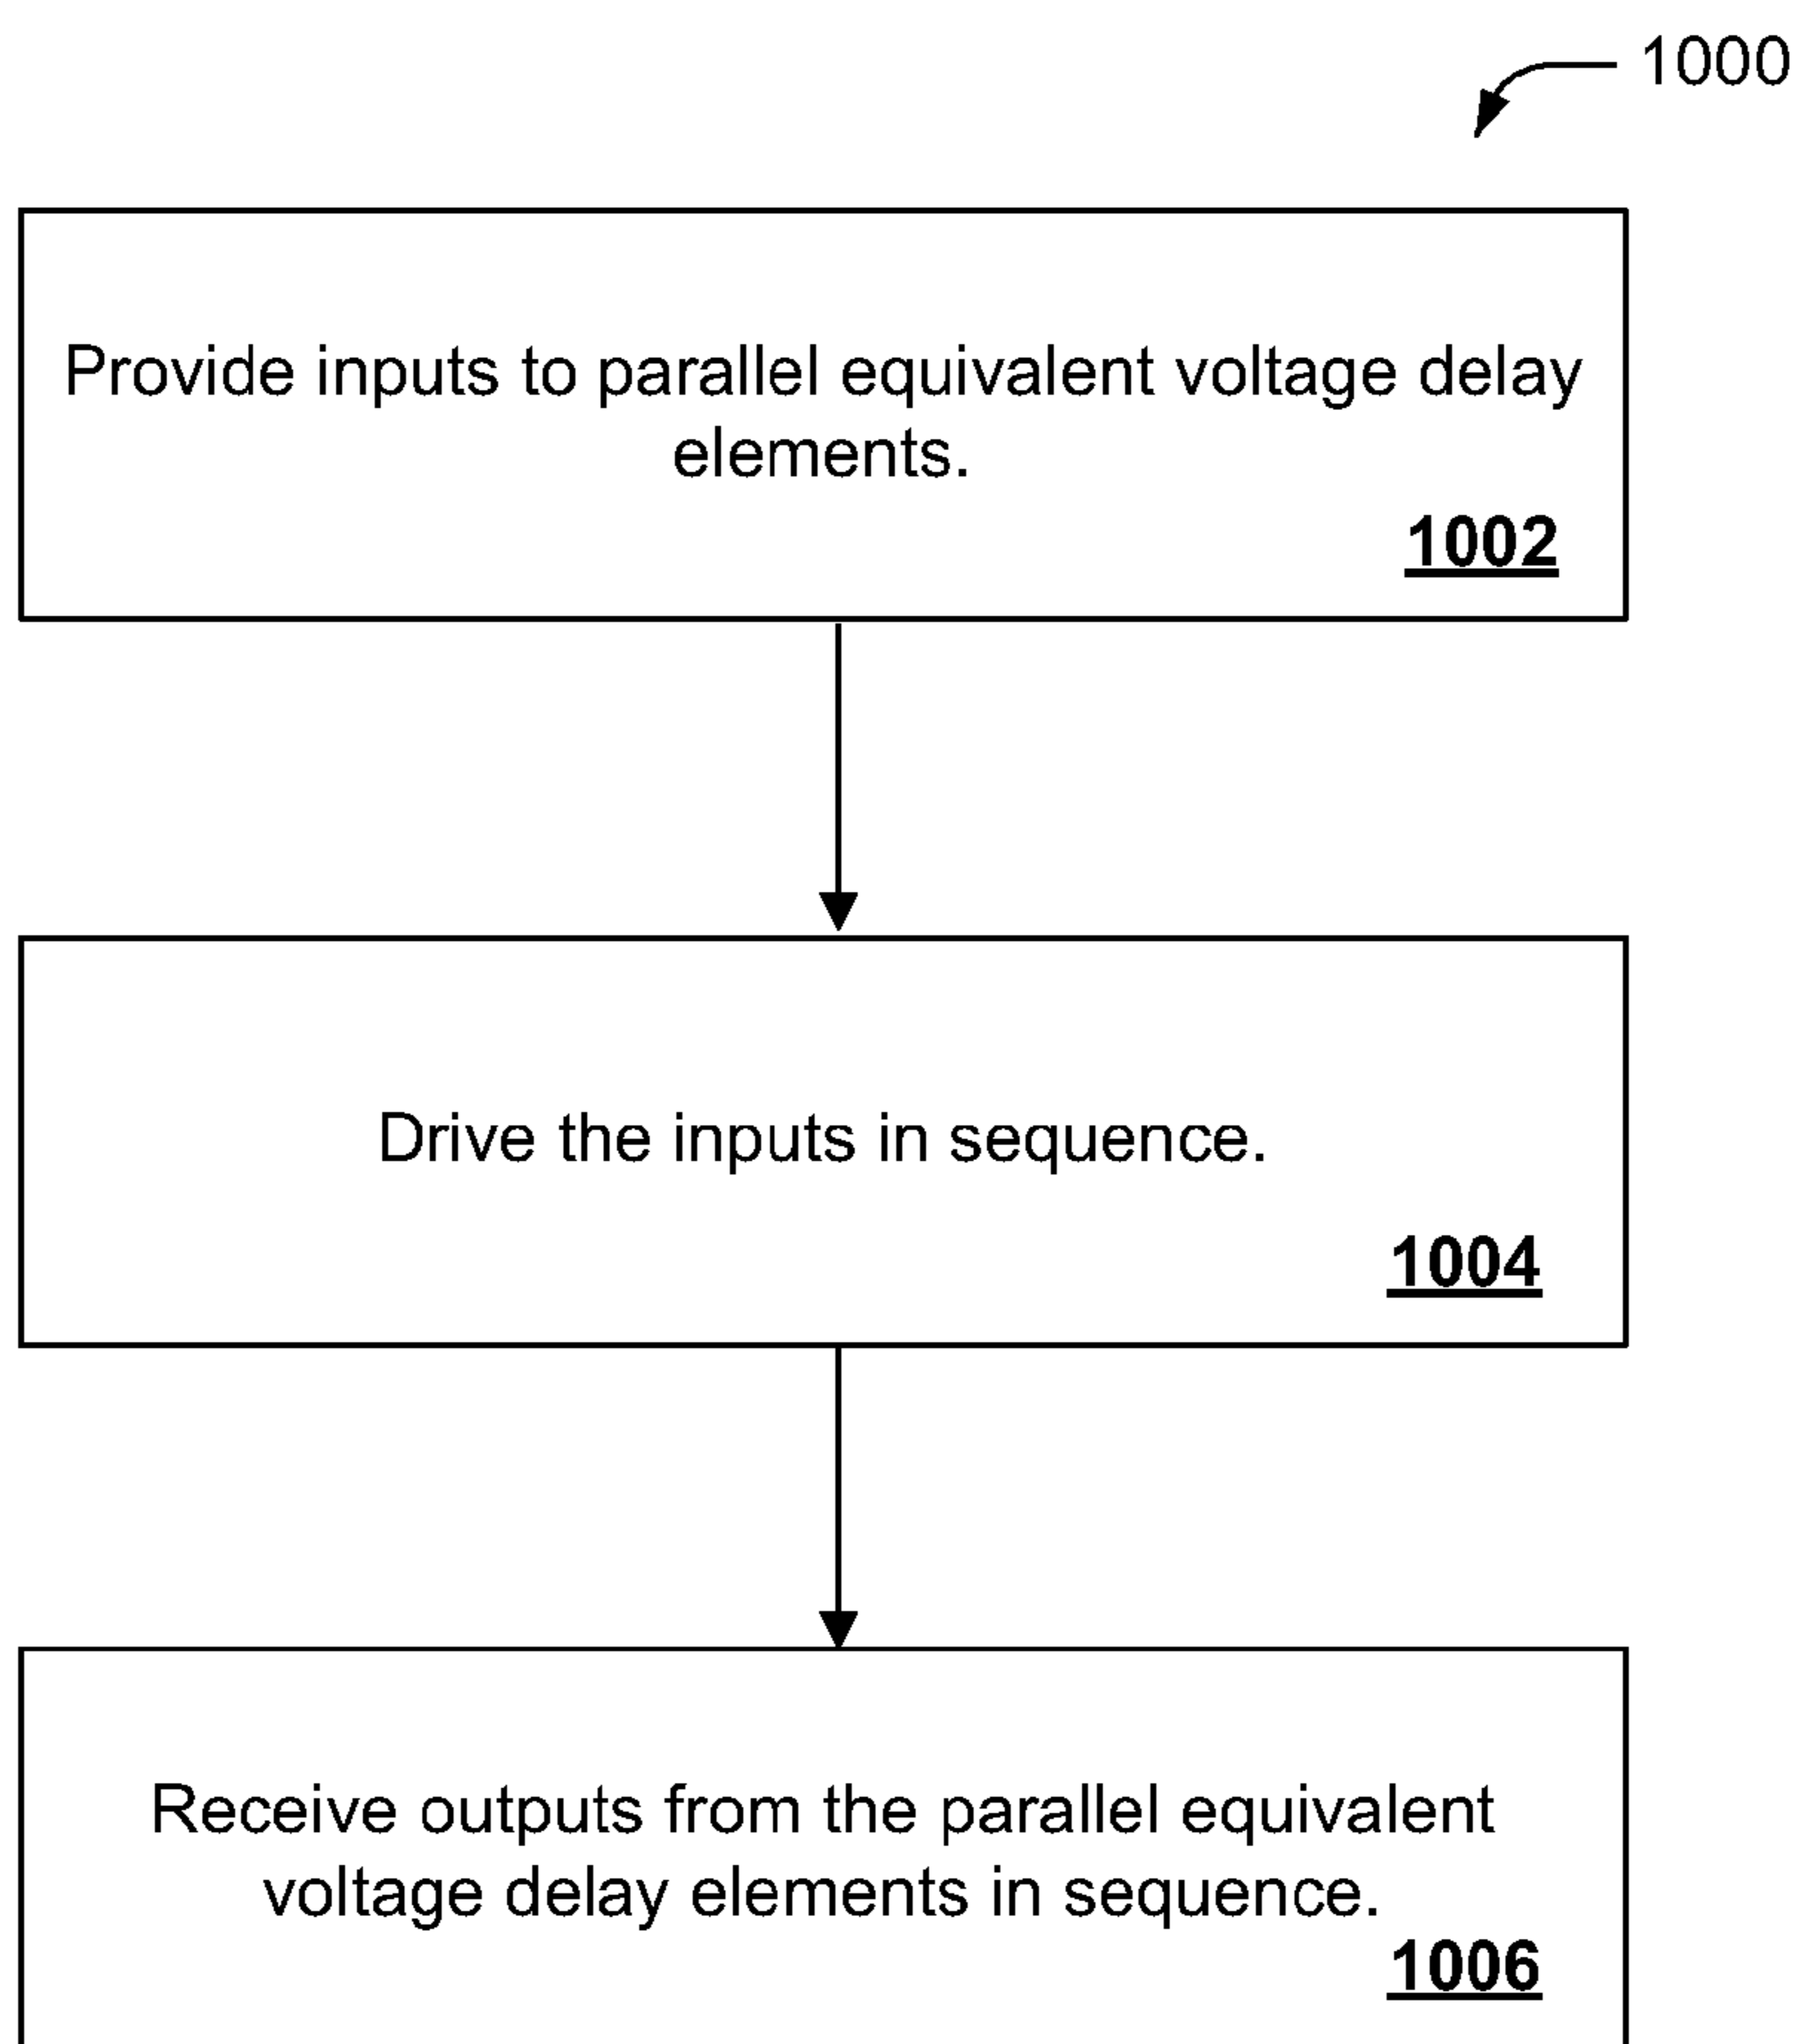 1000
Provide inputs to parallel equivalent voltage delay
elements.
1002
Drive the inputs in sequence.
1004
Receive outputs from the parallel equivalent
voltage delay elements in sequence.
1006